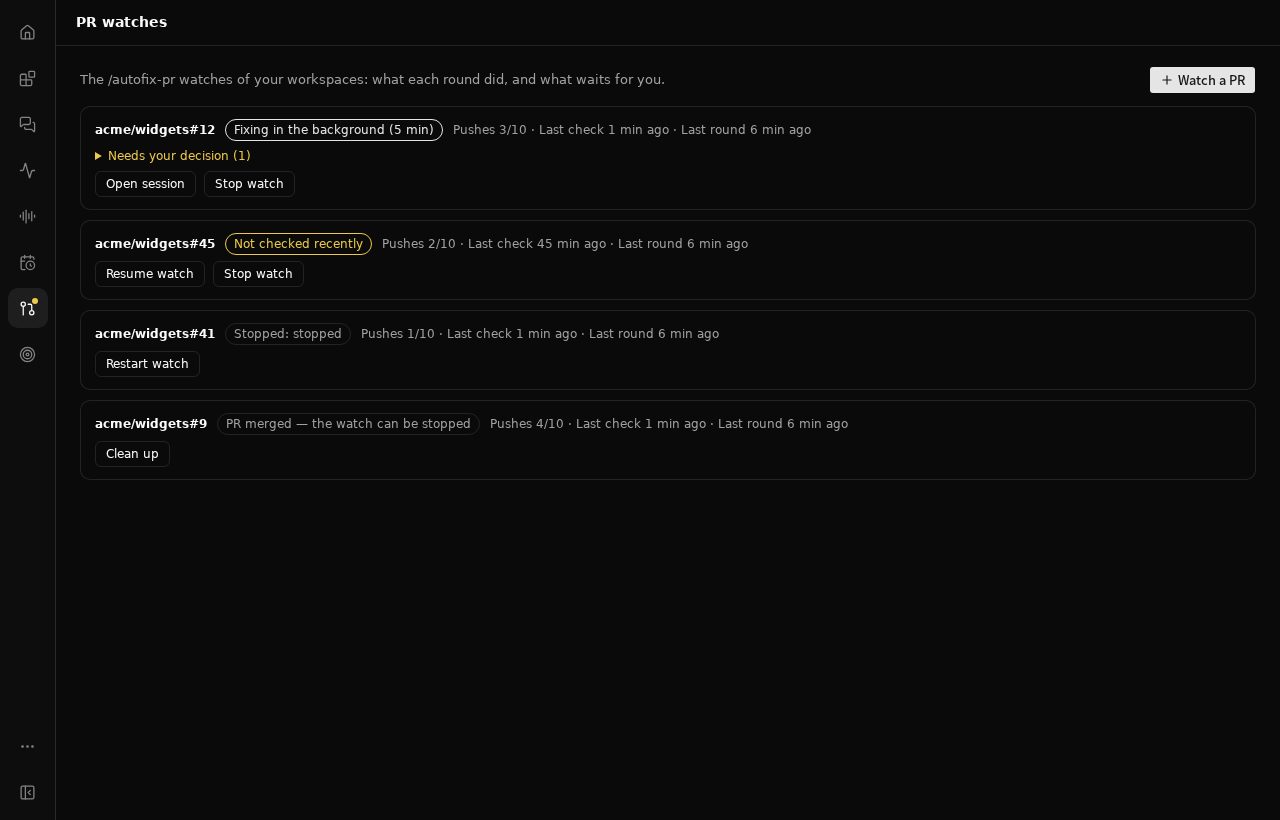 PR watches
The /autofix-pr watches of your workspaces: what each round did, and what waits for you.
Watch a PR
acme/widgets#12 Fixing in the background (5 min) Pushes 3/10 · Last check 1 min ago · Last round 6 min ago
Needs your decision (1)
Open session Stop watch
acme/widgets#45 Not checked recently Pushes 2/10 · Last check 45 min ago · Last round 6 min ago
Resume watch Stop watch
acme/widgets#41 Stopped: stopped Pushes 1/10 · Last check 1 min ago · Last round 6 min ago
Restart watch
acme/widgets#9 PR merged — the watch can be stopped Pushes 4/10 · Last check 1 min ago · Last round 6 min ago
Clean up